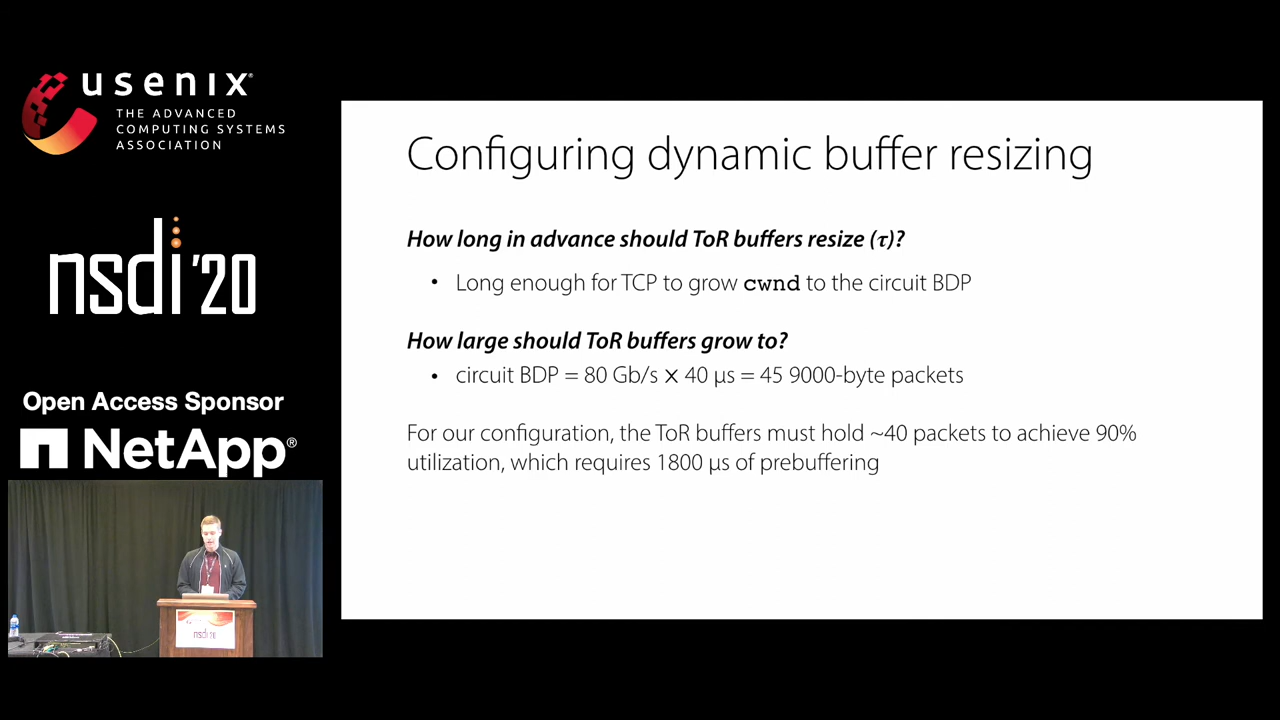 usenix®
THE ADVANCED
COMPUTING SYSTEMS
ASSOCIATION
nsdi '20
Open Access Sponsor
NetApp®
nsdi '20
Configuring dynamic buffer resizing
How long in advance should ToR buffers resize (τ)?
• Long enough for TCP to grow cwnd to the circuit BDP
How large should ToR buffers grow to?
• circuit BDP = 80 Gb/s × 40 µs = 45 9000-byte packets
For our configuration, the ToR buffers must hold ~40 packets to achieve 90%
utilization, which requires 1800 µs of prebuffering